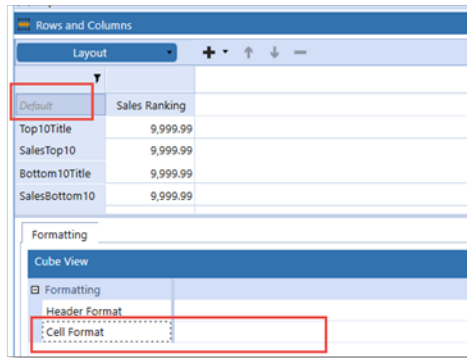 Rows and Columns
Layout
Default Sales Ranking
Top10Title 9,999.99
SalesTop10 9,999.99
Bottom10Title 9,999.99
SalesBottom10 9,999.99
Formatting
Cube View
Formatting
Header Format
Cell Format